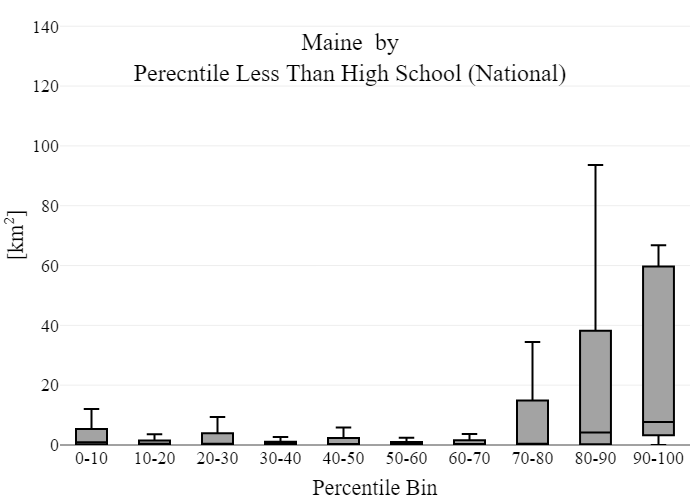 Maine by
Perecntile Less Than High School (National)
140
120
100
80
60
40
20
0
[km²]
0-10 10-20 20-30 30-40 40-50 50-60 60-70 70-80 80-90 90-100
Percentile Bin